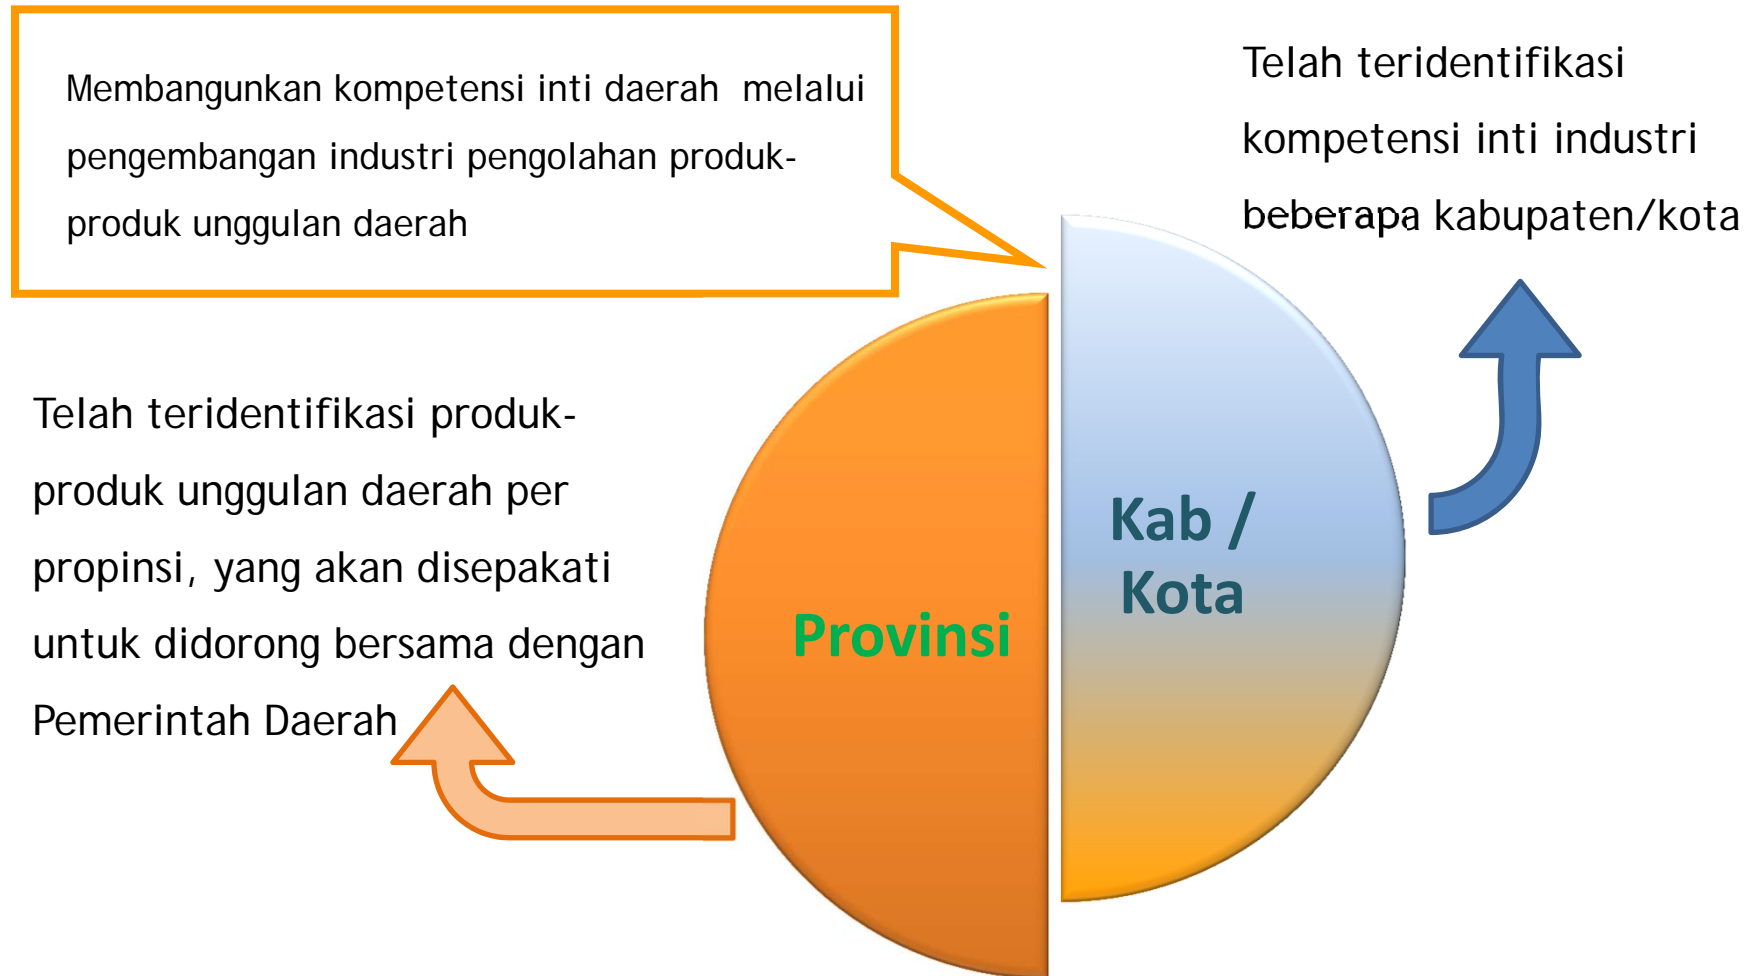 Membangunkan kompetensi inti daerah melalui
pengembangan industri pengolahan produk-
produk unggulan daerah
Telah teridentifikasi
kompetensi inti industri
beberapa kabupaten/kota
Telah teridentifikasi produk-
produk unggulan daerah per
propinsi, yang akan disepakati
untuk didorong bersama dengan
Pemerintah Daerah
Provinsi
Kab /
Kota